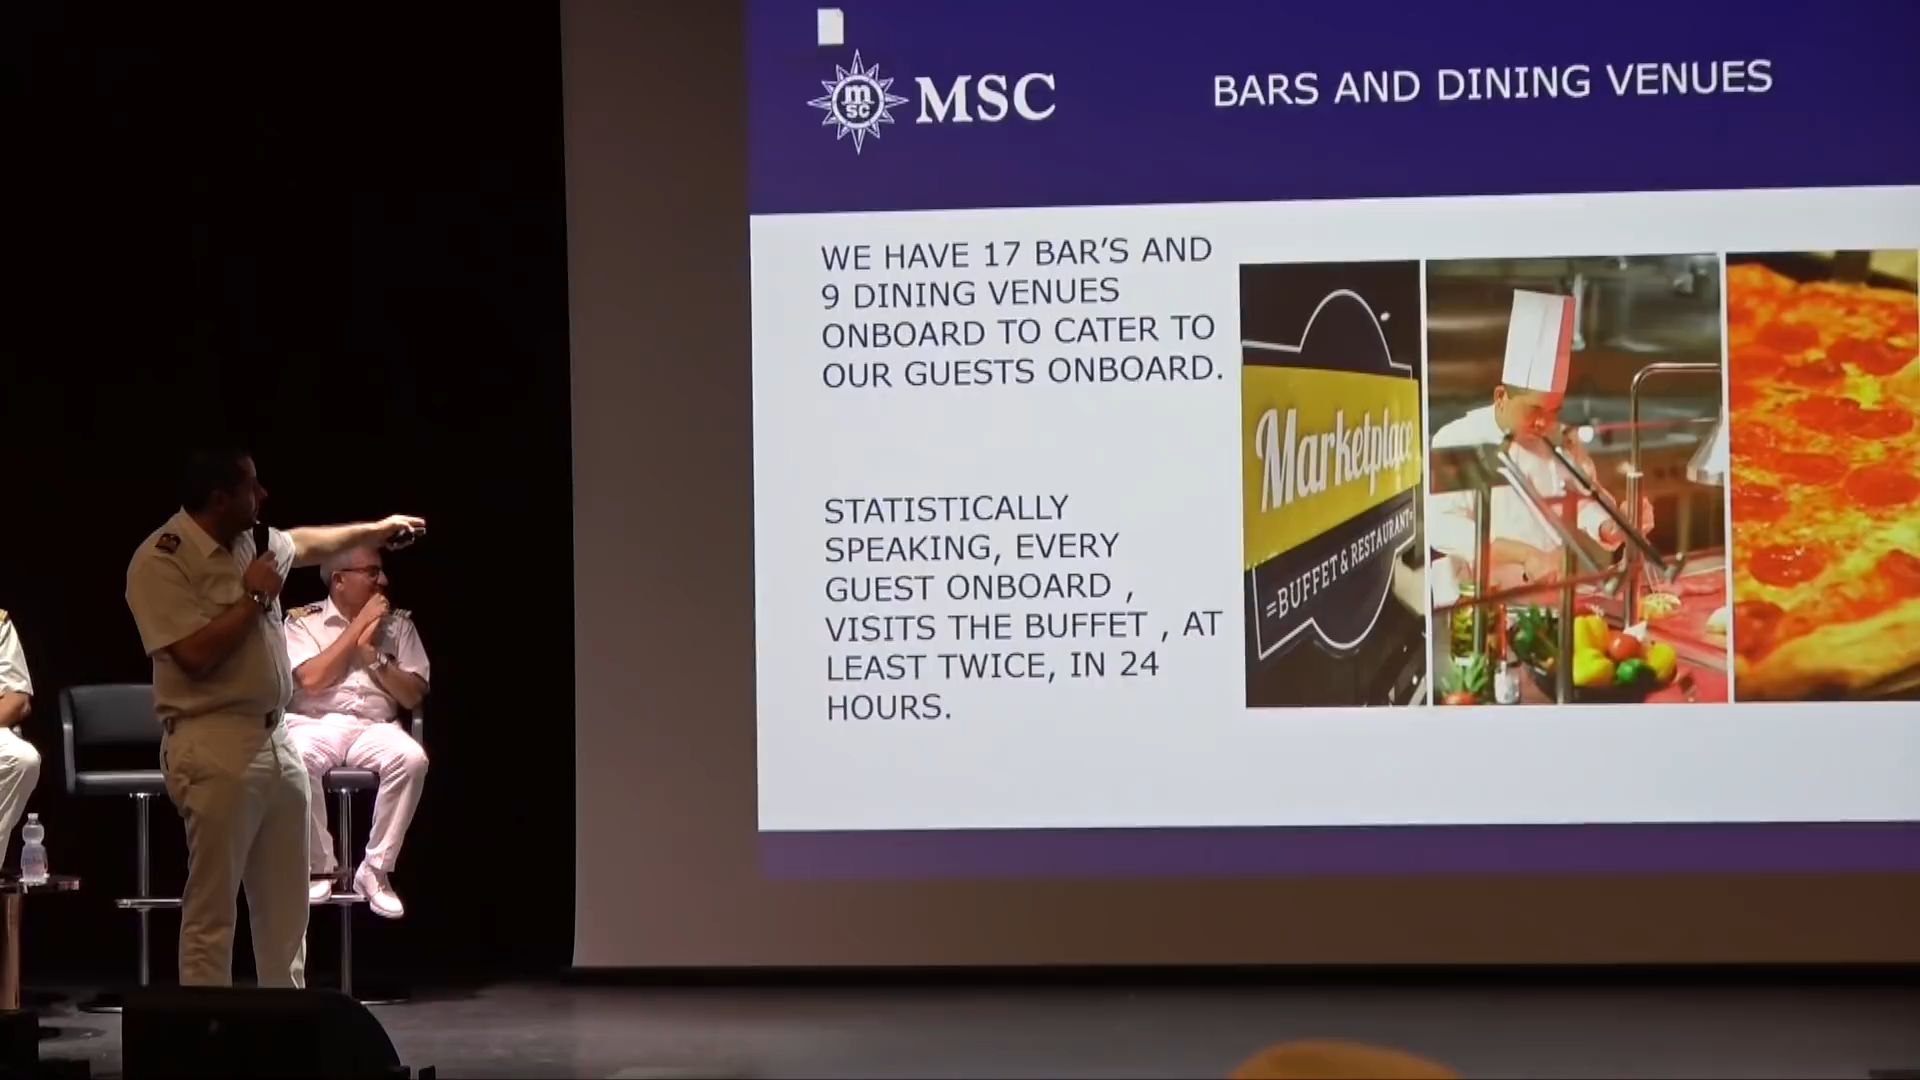 m
sc
MSC
BARS AND DINING VENUES
WE HAVE 17 BAR’S AND
9 DINING VENUES
ONBOARD TO CATER TO
OUR GUESTS ONBOARD.
STATISTICALLY
SPEAKING, EVERY
GUEST ONBOARD ,
VISITS THE BUFFET , AT
LEAST TWICE, IN 24
HOURS.
Marketplace
=BUFFET & RESTAURANT=